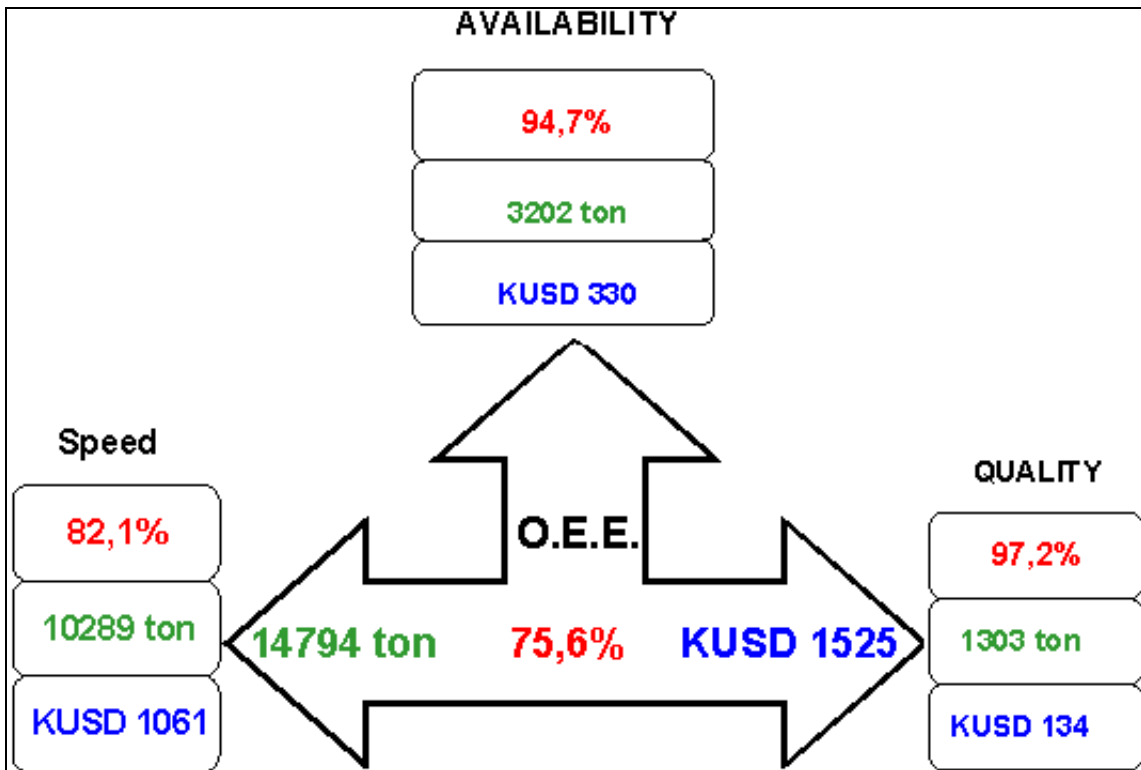 AVAILABILITY
94,7%
3202 ton
KUSD 330
Speed
82,1%
10289 ton
KUSD 1061
O.E.E.
14794 ton 75,6% KUSD 1525
QUALITY
97,2%
1303 ton
KUSD 134